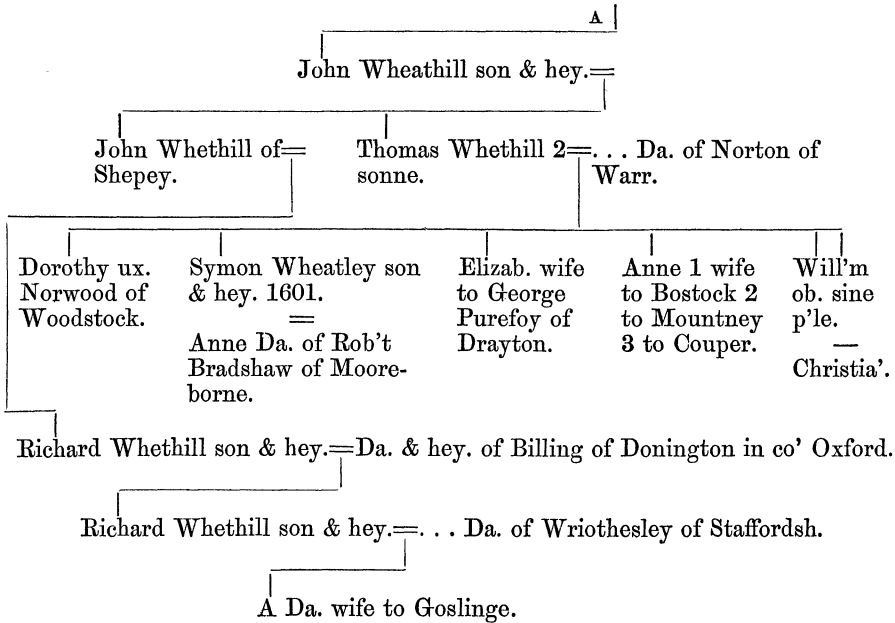 A
John Wheathill son & hey.=
John Whethill of=
Shepey.
Thomas Whethill 2=. . . Da. of Norton of
sonne. Warr.
Dorothy ux.
Norwood of
Woodstock.
Symon Wheatley son
& hey. 1601.
=
Anne Da. of Rob't
Bradshaw of Moore-
borne.
Elizab. wife
to George
Purefoy of
Drayton.
Anne 1 wife
to Bostock 2
to Mountney
3 to Couper.
Will'm
ob. sine
p'le.
—
Christia'.
Richard Whethill son & hey.=Da. & hey. of Billing of Donington in co' Oxford.
Richard Whethill son & hey.=. . . Da. of Wriothesley of Staffordsh.
A Da. wife to Goslinge.